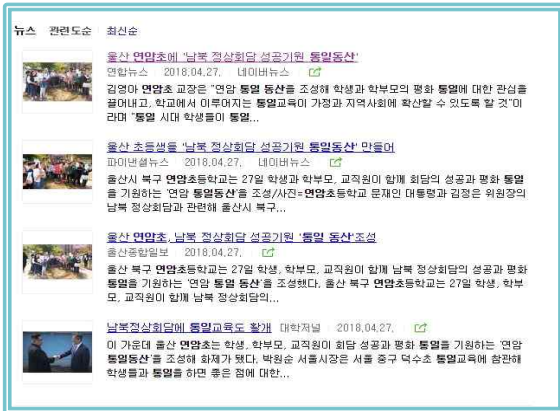 뉴스 관련도순 최신순
울산 연암초에 '남북 정상회담 성공기원 통일동산'
연합뉴스 2018.04.27. 네이버뉴스
김영아 연암초 교장은 "연암 통일 동산을 조성해 학생과 학부모의 평화 통일에 대한 관심을
끌어내고, 학교에서 이루어지는 통일교육이 가정과 지역사회에 확산할 수 있도록 할 것"이
라며 "통일 시대 학생들이 통일...
울산 초등생들 '남북 정상회담 성공기원 통일동산' 만들어
파이낸셜뉴스 2018.04.27. 네이버뉴스
울산시 북구 연암초등학교는 27일 학생과 학부모, 교직원이 함께 회담의 성공과 평화 통일
을 기원하는 '연암 통일동산'을 조성/사진=연암초등학교 문재인 대통령과 김정은 위원장의
남북 정상회담과 관련해 울산시 북구...
울산 연암초, 남북 정상회담 성공기원 '통일 동산'조성
울산종합일보 2018.04.27.
울산 북구 연암초등학교는 27일 학생, 학부모, 교직원이 함께 남북 정상회담의 성공과 평화
통일을 기원하는 '연암 통일 동산'을 조성했다. 울산 북구 연암초등학교는 27일 학생, 학부
모, 교직원이 함께 남북 정상회담의...
남북정상회담에 통일교육도 활개 대학저널 2018.04.27.
이 가운데 울산 연암초는 학생, 학부모, 교직원이 회담 성공과 평화 통일을 기원하는 '연암
통일동산'을 조성해 화제가 됐다. 박원순 서울시장은 서울 중구 덕수초 통일교육에 참관해
학생들과 통일을 하면 좋은 점에 대한...